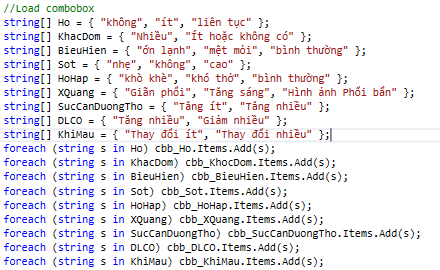 //Load combobox
string[] Ho = { "không", "ít", "liên tục" };
string[] KhacDom = { "Nhiều", "Ít hoặc không có" };
string[] BieuHien = { "ớn lạnh", "mệt mỏi", "bình thường" };
string[] Sot = { "nhẹ", "không", "cao" };
string[] HoHap = { "khò khè", "khó thở", "bình thường" };
string[] XQuang = { "Giãn phổi", "Tăng sáng", "Hình ảnh Phổi bẩn" };
string[] SucCanDuongTho = { "Tăng ít", "Tăng nhiều" };
string[] DLCO = { "Tăng nhiều", "Giảm nhiều" };
string[] KhiMau = { "Thay đổi ít", "Thay đổi nhiều" };
foreach (string s in Ho) cbb_Ho.Items.Add(s);
foreach (string s in KhacDom) cbb_KhocDom.Items.Add(s);
foreach (string s in BieuHien) cbb_BieuHien.Items.Add(s);
foreach (string s in Sot) cbb_Sot.Items.Add(s);
foreach (string s in HoHap) cbb_HoHap.Items.Add(s);
foreach (string s in XQuang) cbb_XQuang.Items.Add(s);
foreach (string s in SucCanDuongTho) cbb_SucCanDuongTho.Items.Add(s);
foreach (string s in DLCO) cbb_DLCO.Items.Add(s);
foreach (string s in KhiMau) cbb_KhiMau.Items.Add(s);